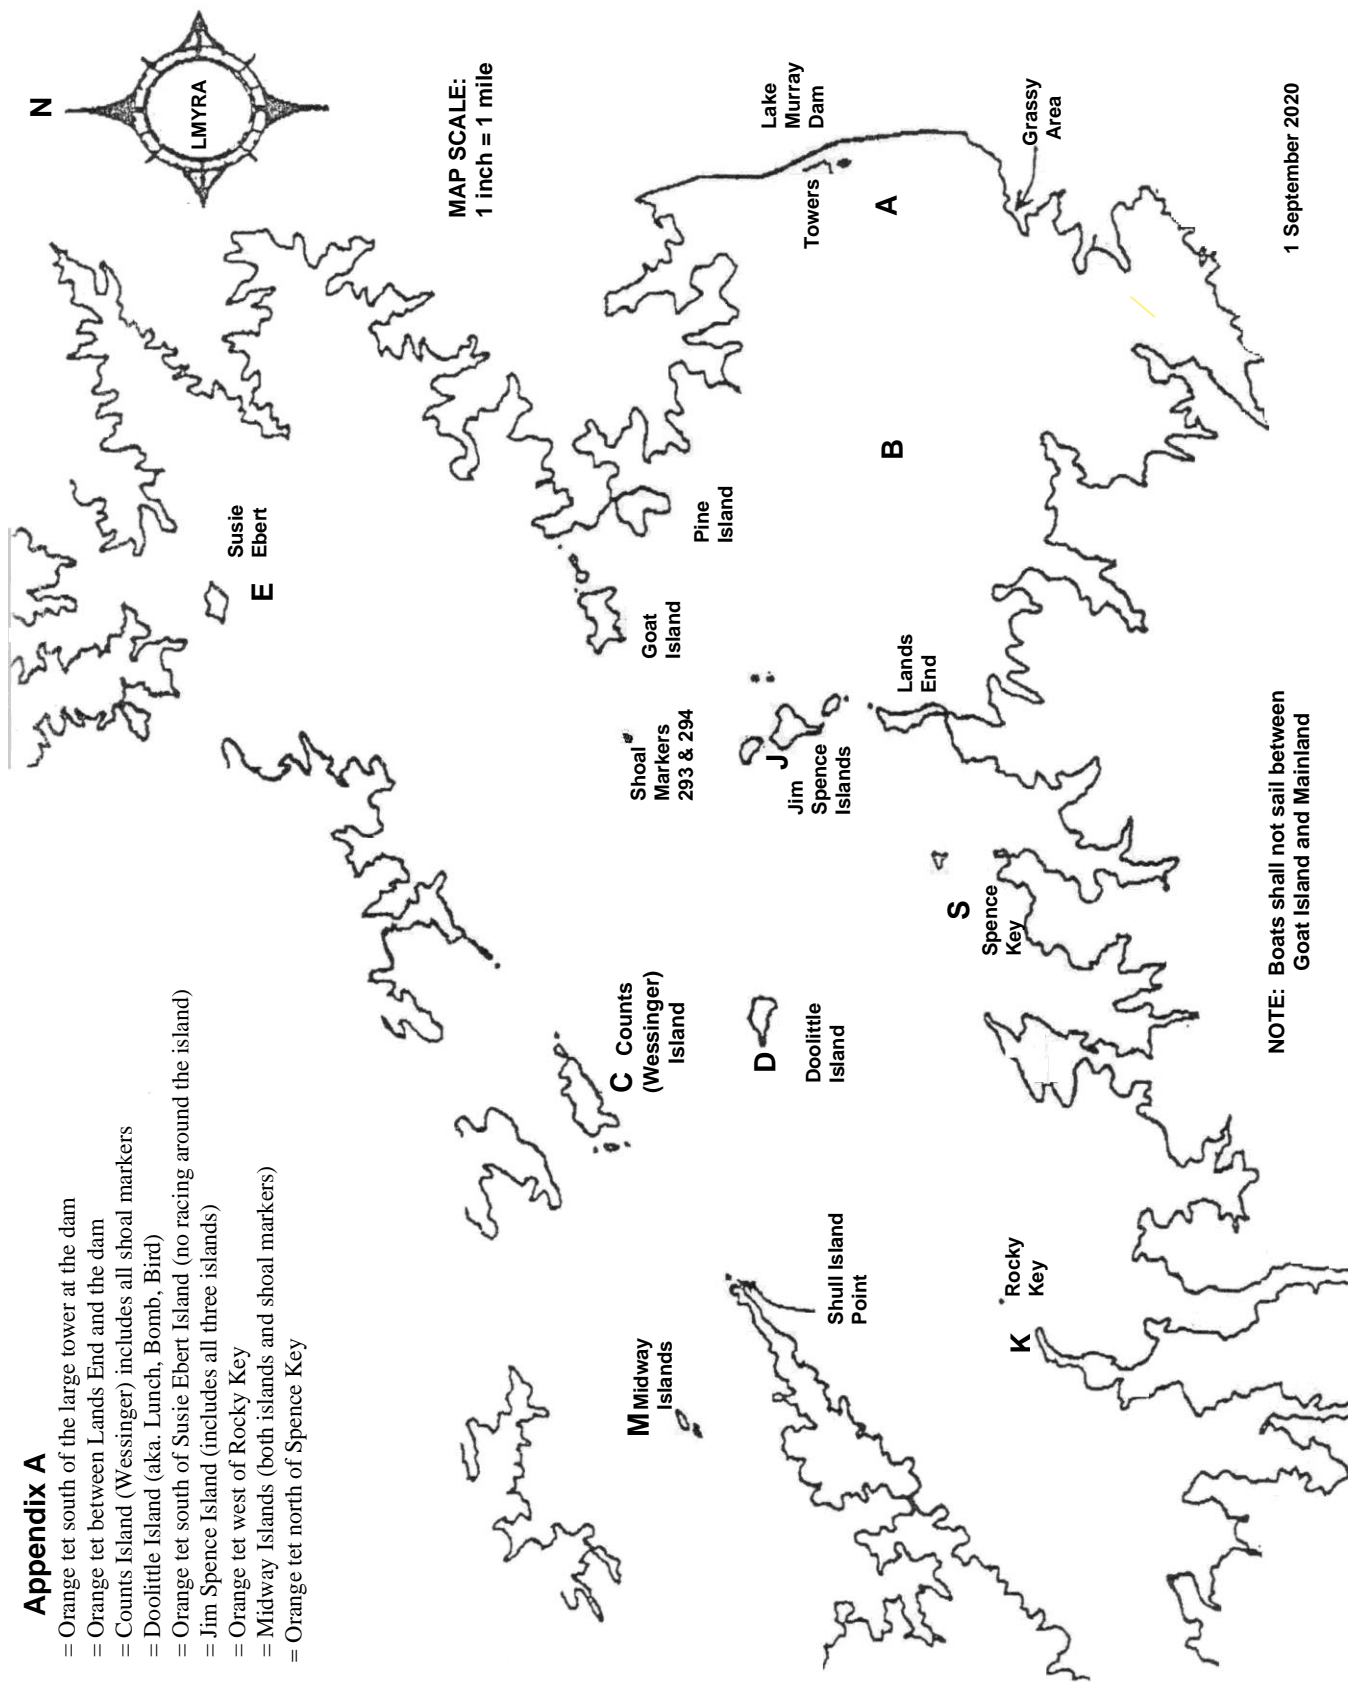 Appendix A
= Orange tet south of the large tower at the dam
= Orange tet between Lands End and the dam
= Counts Island (Wessinger) includes all shoal markers
= Doolittle Island (aka. Lunch, Bomb, Bird)
= Orange tet south of Susie Ebert Island (no racing around the island)
= Jim Spence Island (includes all three islands)
= Orange tet west of Rocky Key
= Midway Islands (both islands and shoal markers)
= Orange tet north of Spence Key
N
LMYRA
MAP SCALE:
1 inch = 1 mile
Susie
Ebert
E
Pine
Island
Goat
Island
Shoal
Markers
293 & 294
C Counts
(Wessinger)
Island
M Midway
Islands
Lake
Murray
Dam
Towers
A
B
Grassy
Area
Lands
End
J
Jim
Spence
Islands
D
Doolittle
Island
S
Spence
Key
Shull Island
Point
K
Rocky
Key
NOTE: Boats shall not sail between
Goat Island and Mainland
1 September 2020